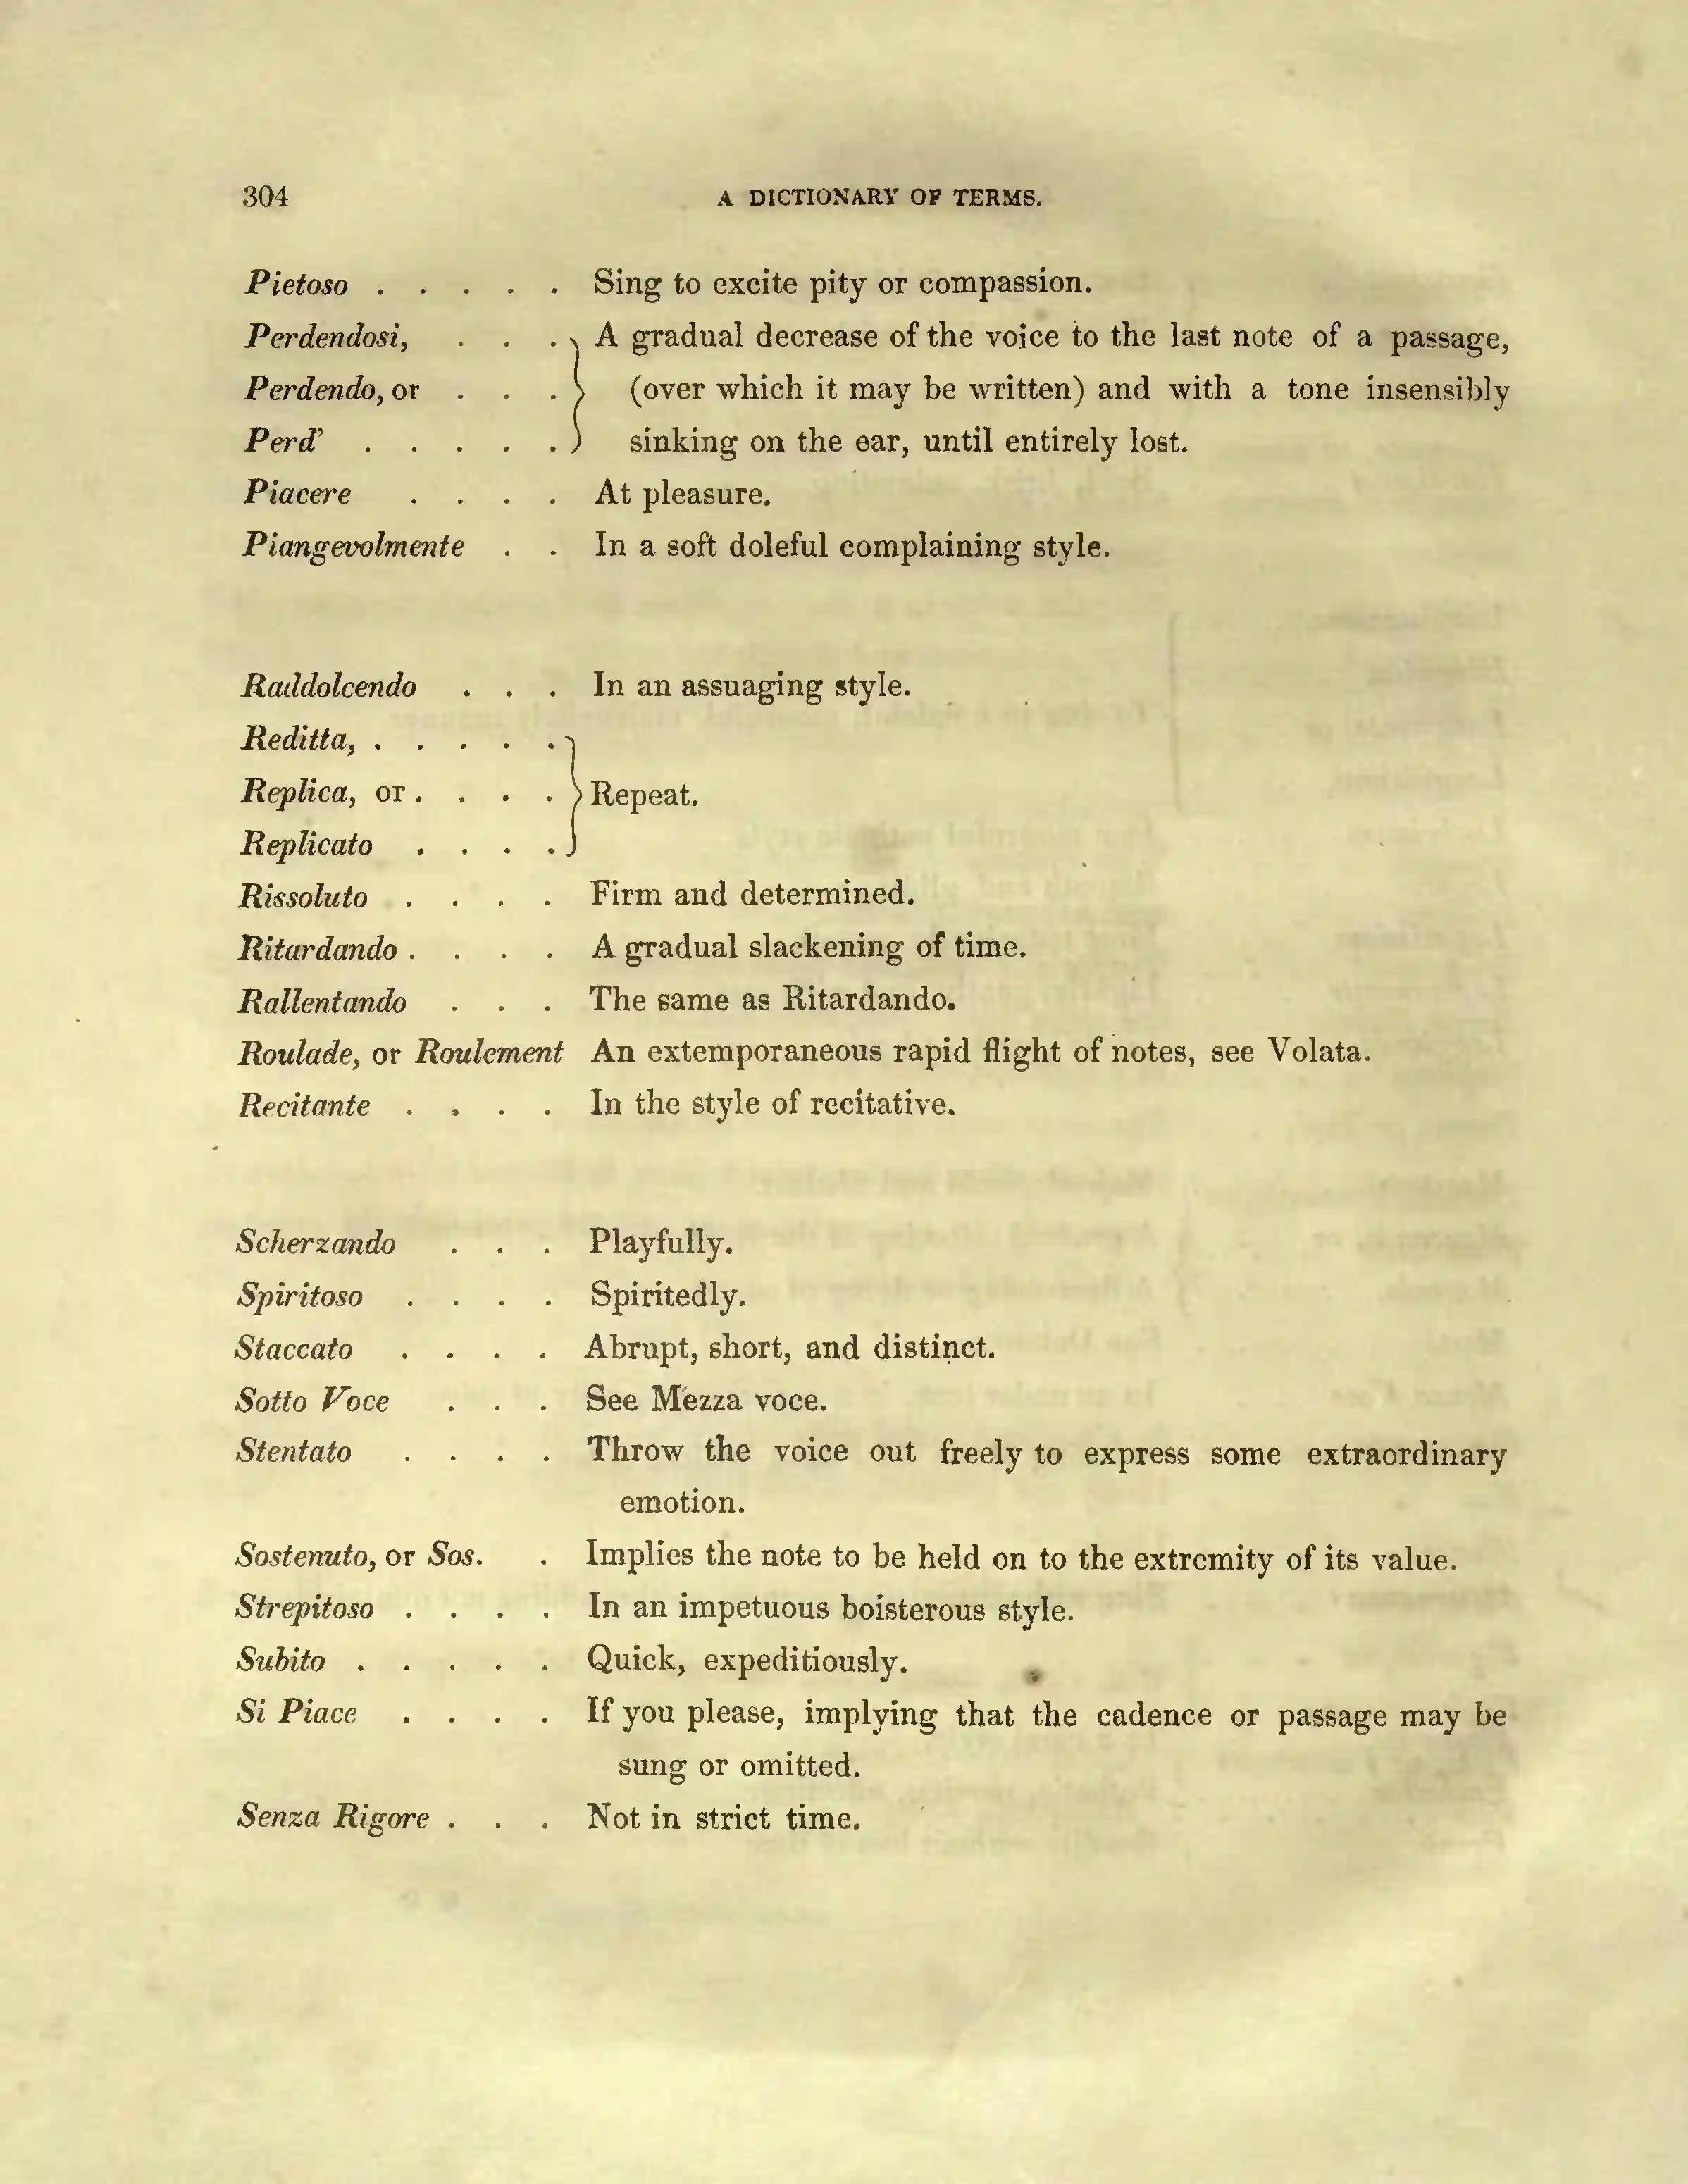 304 A DICTIONARY OF TERMS.
Pietoso . . . . . Sing to excite pity or compassion.
Perdendosi, . . . A gradual decrease of the voice to the last note of a passage,
Perdendo, or . . . (over which it may be written) and with a tone insensibly
Perd' . . . . . sinking on the ear, until entirely lost.
Piacere . . . . At pleasure.
Piangevolmente . . In a soft doleful complaining style.
Raddolcendo . . . In an assuaging style.
Reditta, . . . . .
Replica, or . . . . Repeat.
Replicato . . . .
Rissoluto . . . . Firm and determined.
Ritardando . . . . A gradual slackening of time.
Rallentando . . . The same as Ritardando.
Roulade, or Roulement An extemporaneous rapid flight of notes, see Volata.
Recitante . . . . In the style of recitative.
Scherzando . . . Playfully.
Spiritoso . . . . Spiritedly.
Staccato . . . . Abrupt, short, and distinct.
Sotto Voce . . . See Mezza voce.
Stentato . . . . Throw the voice out freely to express some extraordinary
emotion.
Sostenuto, or Sos. . Implies the note to be held on to the extremity of its value.
Strepitoso . . . . In an impetuous boisterous style.
Subito . . . . . Quick, expeditiously.
Si Piace . . . . If you please, implying that the cadence or passage may be
sung or omitted.
Senza Rigore . . . Not in strict time.